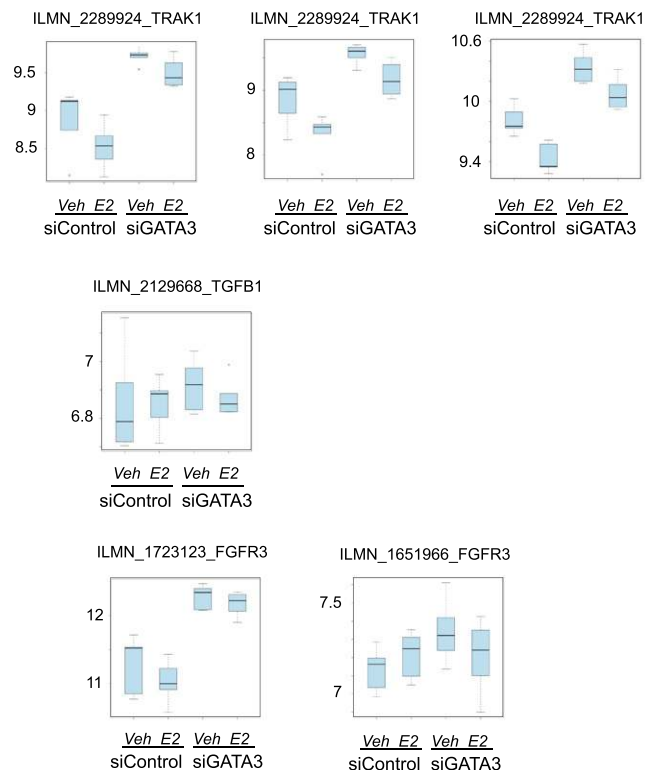 ILMN_2289924_TRAK1 ILMN_2289924_TRAK1 ILMN_2289924_TRAK1
9.5
9
8.5
9
8
10.6
10
9.4
Veh E2 Veh E2 Veh E2 Veh E2 Veh E2 Veh E2
siControl siGATA3 siControl siGATA3 siControl siGATA3
ILMN_2129668_TGFB1
7
6.8
Veh E2 Veh E2
siControl siGATA3
ILMN_1723123_FGFR3 ILMN_1651966_FGFR3
12
11
7.5
7
Veh E2 Veh E2 Veh E2 Veh E2
siControl siGATA3 siControl siGATA3